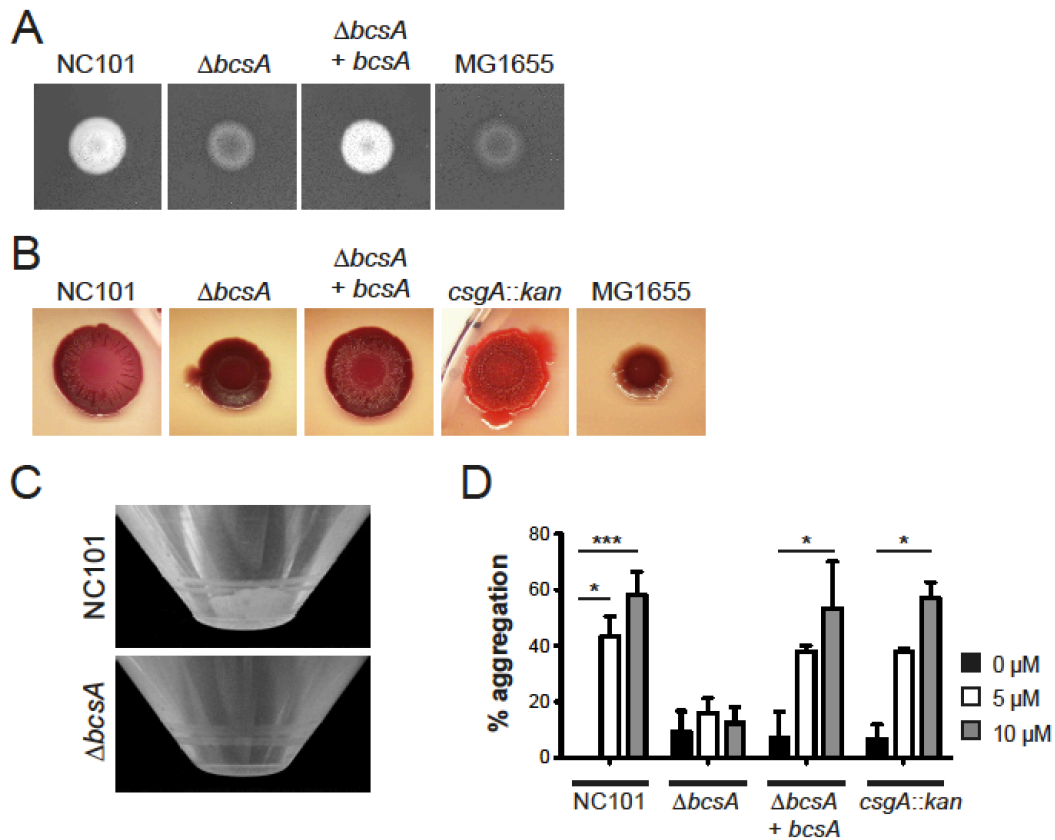 A
NC101
ΔbcsA
ΔbcsA
+ bcsA
MG1655
B
NC101
ΔbcsA
ΔbcsA
+ bcsA
csgA::kan
MG1655
C
NC101
ΔbcsA
D
% aggregation
80
60
40
20
0
***
*
*
*
0 µM
5 µM
10 µM
NC101
ΔbcsA
ΔbcsA
+ bcsA
csgA::kan